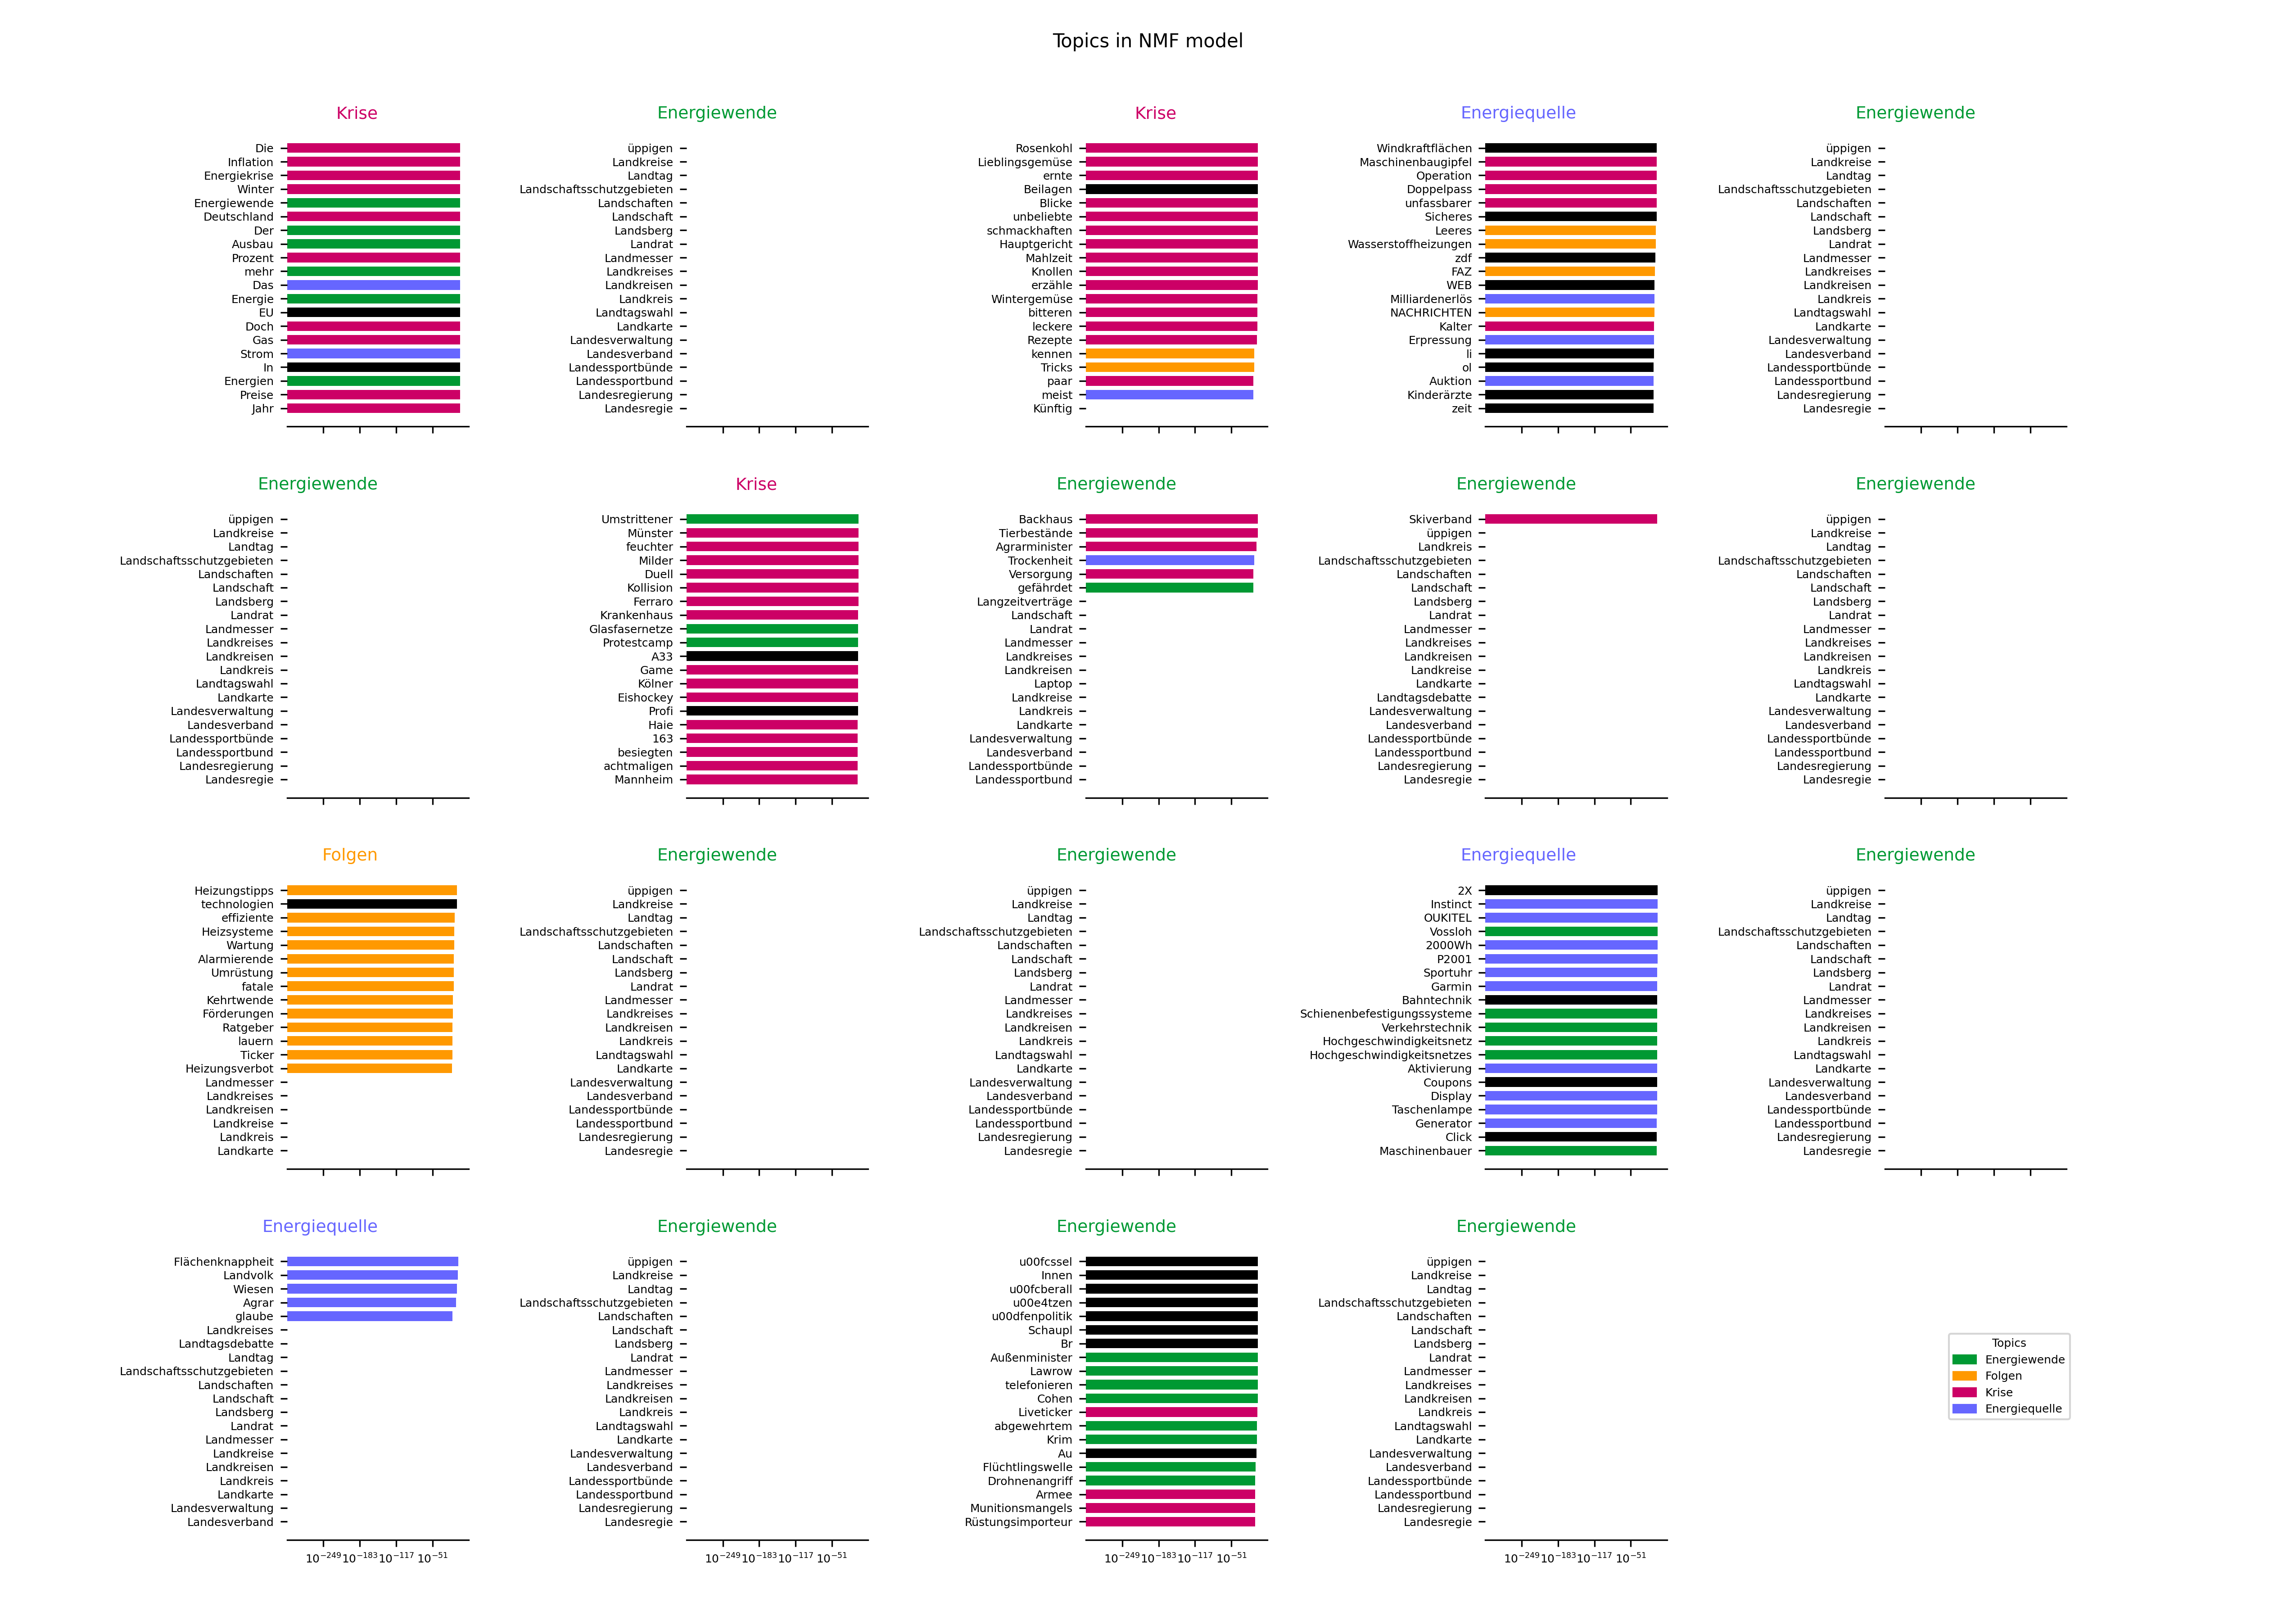 Topics in NMF model
Krise
Die
Inflation
Energiekrise
Winter
Energiewende
Deutschland
Der
Ausbau
Prozent
mehr
Das
Energie
EU
Doch
Gas
Strom
In
Energien
Preise
Jahr
Energiewende
üppigen
Landkreise
Landtag
Landschaftsschutzgebieten
Landschaften
Landschaft
Landsberg
Landrat
Landmesser
Landkreises
Landkreisen
Landkreis
Landtagswahl
Landkarte
Landesverwaltung
Landesverband
Landessportbünde
Landessportbund
Landesregierung
Landesregie
Krise
Rosenkohl
Lieblingsgemüse
ernte
Beilagen
Blicke
unbeliebte
schmackhaften
Hauptgericht
Mahlzeit
Knollen
erzähle
Wintergemüse
bitteren
leckere
Rezepte
kennen
Tricks
paar
meist
Künftig
Energiequelle
Windkraftflächen
Maschinenbaugipfel
Operation
Doppelpass
unfassbarer
Sicheres
Leeres
Wasserstoffheizungen
zdf
FAZ
WEB
Milliardenerlös
NACHRICHTEN
Kalter
Erpressung
li
ol
Auktion
Kinderärzte
zeit
Energiewende
üppigen
Landkreise
Landtag
Landschaftsschutzgebieten
Landschaften
Landschaft
Landsberg
Landrat
Landmesser
Landkreises
Landkreisen
Landkreis
Landtagswahl
Landkarte
Landesverwaltung
Landesverband
Landessportbünde
Landessportbund
Landesregierung
Landesregie
Energiewende
üppigen
Landkreise
Landtag
Landschaftsschutzgebieten
Landschaften
Landschaft
Landsberg
Landrat
Landmesser
Landkreises
Landkreisen
Landkreis
Landtagswahl
Landkarte
Landesverwaltung
Landesverband
Landessportbünde
Landessportbund
Landesregierung
Landesregie
Krise
Umstrittener
Münster
feuchter
Milder
Duell
Kollision
Ferraro
Krankenhaus
Glasfasernetze
Protestcamp
A33
Game
Kölner
Eishockey
Profi
Haie
163
besiegten
achtmaligen
Mannheim
Energiewende
Backhaus
Tierbestände
Agrarminister
Trockenheit
Versorgung
gefährdet
Langzeitverträge
Landschaft
Landrat
Landmesser
Landkreises
Landkreisen
Laptop
Landkreise
Landkreis
Landkarte
Landesverwaltung
Landesverband
Landessportbünde
Landessportbund
Energiewende
Skiverband
üppigen
Landkreis
Landschaftsschutzgebieten
Landschaften
Landschaft
Landsberg
Landrat
Landmesser
Landkreises
Landkreisen
Landkreise
Landkarte
Landtagsdebatte
Landesverwaltung
Landesverband
Landessportbünde
Landessportbund
Landesregierung
Landesregie
Energiewende
üppigen
Landkreise
Landtag
Landschaftsschutzgebieten
Landschaften
Landschaft
Landsberg
Landrat
Landmesser
Landkreises
Landkreisen
Landkreis
Landtagswahl
Landkarte
Landesverwaltung
Landesverband
Landessportbünde
Landessportbund
Landesregierung
Landesregie
Folgen
Heizungstipps
technologien
effiziente
Heizsysteme
Wartung
Alarmierende
Umrüstung
fatale
Kehrtwende
Förderungen
Ratgeber
lauern
Ticker
Heizungsverbot
Landmesser
Landkreises
Landkreisen
Landkreise
Landkreis
Landkarte
Energiewende
üppigen
Landkreise
Landtag
Landschaftsschutzgebieten
Landschaften
Landschaft
Landsberg
Landrat
Landmesser
Landkreises
Landkreisen
Landkreis
Landtagswahl
Landkarte
Landesverwaltung
Landesverband
Landessportbünde
Landessportbund
Landesregierung
Landesregie
Energiewende
üppigen
Landkreise
Landtag
Landschaftsschutzgebieten
Landschaften
Landschaft
Landsberg
Landrat
Landmesser
Landkreises
Landkreisen
Landkreis
Landtagswahl
Landkarte
Landesverwaltung
Landesverband
Landessportbünde
Landessportbund
Landesregierung
Landesregie
Energiequelle
2X
Instinct
OUKITEL
Vossloh
2000Wh
P2001
Sportuhr
Garmin
Bahntechnik
Schienenbefestigungssysteme
Verkehrstechnik
Hochgeschwindigkeitsnetz
Hochgeschwindigkeitsnetzes
Aktivierung
Coupons
Display
Taschenlampe
Generator
Click
Maschinenbauer
Energiewende
üppigen
Landkreise
Landtag
Landschaftsschutzgebieten
Landschaften
Landschaft
Landsberg
Landrat
Landmesser
Landkreises
Landkreisen
Landkreis
Landtagswahl
Landkarte
Landesverwaltung
Landesverband
Landessportbünde
Landessportbund
Landesregierung
Landesregie
Energiequelle
Flächenknappheit
Landvolk
Wiesen
Agrar
glaube
Landkreises
Landtagsdebatte
Landtag
Landschaftsschutzgebieten
Landschaften
Landschaft
Landsberg
Landrat
Landmesser
Landkreise
Landkreisen
Landkreis
Landkarte
Landesverwaltung
Landesverband
10⁻²⁴⁹ 10⁻¹⁸³ 10⁻¹¹⁷ 10⁻⁵¹
Energiewende
üppigen
Landkreise
Landtag
Landschaftsschutzgebieten
Landschaften
Landschaft
Landsberg
Landrat
Landmesser
Landkreises
Landkreisen
Landkreis
Landtagswahl
Landkarte
Landesverwaltung
Landesverband
Landessportbünde
Landessportbund
Landesregierung
Landesregie
10⁻²⁴⁹ 10⁻¹⁸³ 10⁻¹¹⁷ 10⁻⁵¹
Energiewende
u00fcssel
Innen
u00fcberall
u00e4tzen
u00dfenpolitik
Schaupl
Br
Außenminister
Lawrow
telefonieren
Cohen
Liveticker
abgewehrtem
Krim
Au
Flüchtlingswelle
Drohnenangriff
Armee
Munitionsmangels
Rüstungsimporteur
10⁻²⁴⁹ 10⁻¹⁸³ 10⁻¹¹⁷ 10⁻⁵¹
Energiewende
üppigen
Landkreise
Landtag
Landschaftsschutzgebieten
Landschaften
Landschaft
Landsberg
Landrat
Landmesser
Landkreises
Landkreisen
Landkreis
Landtagswahl
Landkarte
Landesverwaltung
Landesverband
Landessportbünde
Landessportbund
Landesregierung
Landesregie
10⁻²⁴⁹ 10⁻¹⁸³ 10⁻¹¹⁷ 10⁻⁵¹
Topics
Energiewende
Folgen
Krise
Energiequelle